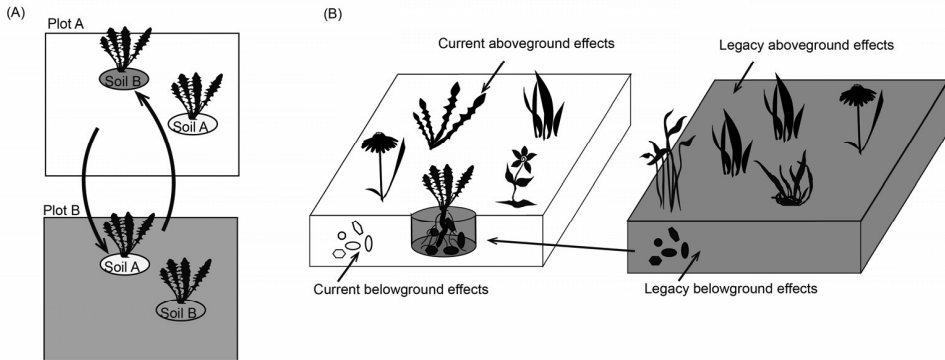 (A)
Plot A
Soil B
Soil A
Plot B
Soil A
Soil B
(B)
Current aboveground effects
Legacy aboveground effects
Current belowground effects
Legacy belowground effects